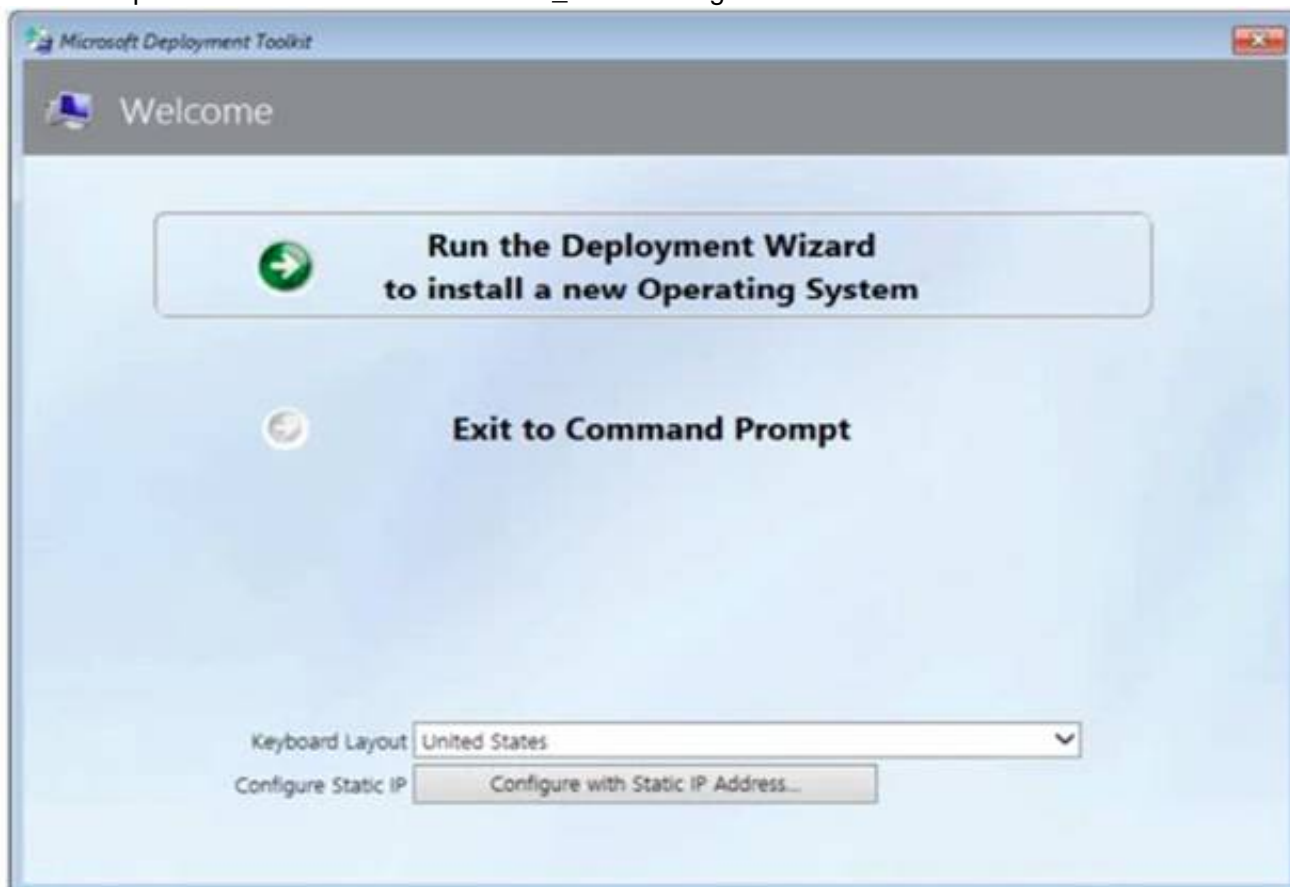 Microsoft Deployment Toolkit
Welcome
Run the Deployment Wizard
to install a new Operating System
Exit to Command Prompt
Keyboard Layout United States
Configure Static IP Configure with Static IP Address...